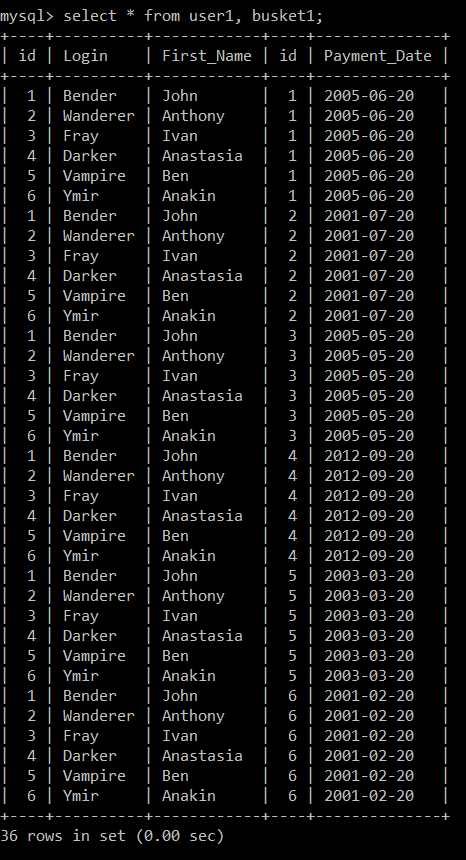 mysql> select * from user1, busket1;
+----+----------+------------+----+--------------+
| id | Login    | First_Name | id | Payment_Date |
+----+----------+------------+----+--------------+
|  1 | Bender   | John       |  1 | 2005-06-20   |
|  2 | Wanderer | Anthony    |  1 | 2005-06-20   |
|  3 | Fray     | Ivan       |  1 | 2005-06-20   |
|  4 | Darker   | Anastasia  |  1 | 2005-06-20   |
|  5 | Vampire  | Ben        |  1 | 2005-06-20   |
|  6 | Ymir     | Anakin     |  1 | 2005-06-20   |
|  1 | Bender   | John       |  2 | 2001-07-20   |
|  2 | Wanderer | Anthony    |  2 | 2001-07-20   |
|  3 | Fray     | Ivan       |  2 | 2001-07-20   |
|  4 | Darker   | Anastasia  |  2 | 2001-07-20   |
|  5 | Vampire  | Ben        |  2 | 2001-07-20   |
|  6 | Ymir     | Anakin     |  2 | 2001-07-20   |
|  1 | Bender   | John       |  3 | 2005-05-20   |
|  2 | Wanderer | Anthony    |  3 | 2005-05-20   |
|  3 | Fray     | Ivan       |  3 | 2005-05-20   |
|  4 | Darker   | Anastasia  |  3 | 2005-05-20   |
|  5 | Vampire  | Ben        |  3 | 2005-05-20   |
|  6 | Ymir     | Anakin     |  3 | 2005-05-20   |
|  1 | Bender   | John       |  4 | 2012-09-20   |
|  2 | Wanderer | Anthony    |  4 | 2012-09-20   |
|  3 | Fray     | Ivan       |  4 | 2012-09-20   |
|  4 | Darker   | Anastasia  |  4 | 2012-09-20   |
|  5 | Vampire  | Ben        |  4 | 2012-09-20   |
|  6 | Ymir     | Anakin     |  4 | 2012-09-20   |
|  1 | Bender   | John       |  5 | 2003-03-20   |
|  2 | Wanderer | Anthony    |  5 | 2003-03-20   |
|  3 | Fray     | Ivan       |  5 | 2003-03-20   |
|  4 | Darker   | Anastasia  |  5 | 2003-03-20   |
|  5 | Vampire  | Ben        |  5 | 2003-03-20   |
|  6 | Ymir     | Anakin     |  5 | 2003-03-20   |
|  1 | Bender   | John       |  6 | 2001-02-20   |
|  2 | Wanderer | Anthony    |  6 | 2001-02-20   |
|  3 | Fray     | Ivan       |  6 | 2001-02-20   |
|  4 | Darker   | Anastasia  |  6 | 2001-02-20   |
|  5 | Vampire  | Ben        |  6 | 2001-02-20   |
|  6 | Ymir     | Anakin     |  6 | 2001-02-20   |
+----+----------+------------+----+--------------+
36 rows in set (0.00 sec)